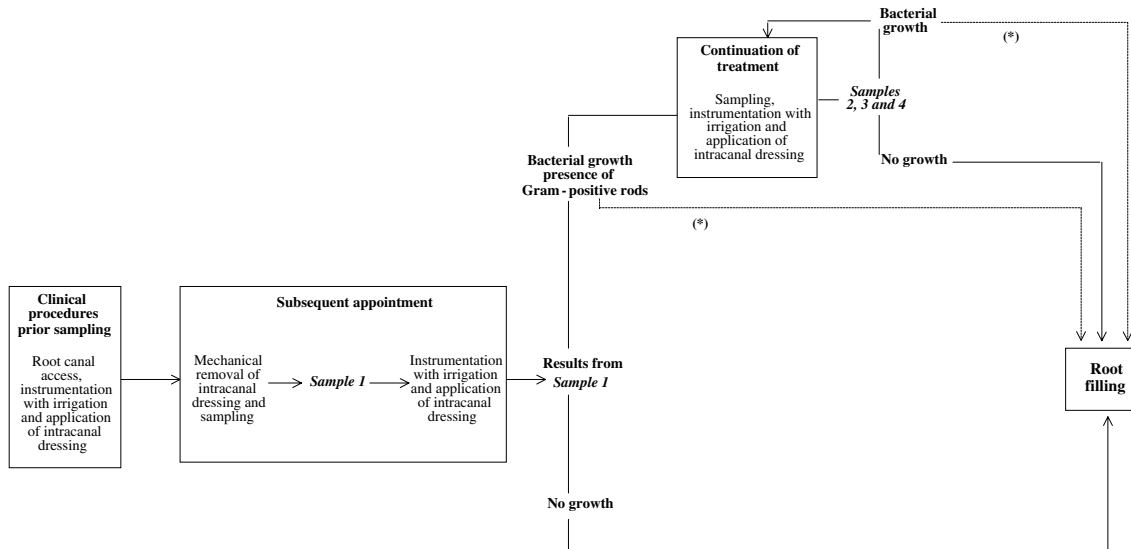 Clinical
procedures
prior sampling
Root canal
access,
instrumentation
with irrigation
and application
of intracanal
dressing
Subsequent appointment
Mechanical
removal of
intracanal
dressing and
sampling
Sample 1
Instrumentation
with irrigation
and application
of intracanal
dressing
Results from
Sample 1
Bacterial growth
presence of
Gram - positive rods
(*)
No growth
Continuation of
treatment
Sampling,
instrumentation with
irrigation and
application of
intracanal dressing
Samples
2, 3 and 4
Bacterial
growth
(*)
No growth
Root
filling